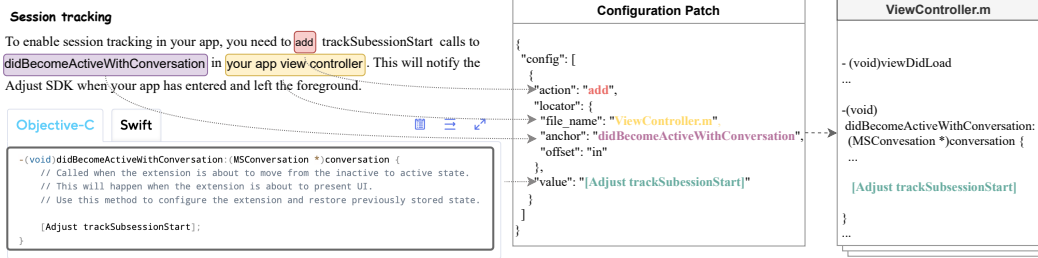 Session tracking
To enable session tracking in your app, you need to add trackSubessionStart calls to
didBecomeActiveWithConversation in your app view controller. This will notify the
Adjust SDK when your app has entered and left the foreground.
Objective-C
Swift
-(void)didBecomeActiveWithConversation:(MSConversation *)conversation {
// Called when the extension is about to move from the inactive to active state.
// This will happen when the extension is about to present UI.
// Use this method to configure the extension and restore previously stored state.
[Adjust trackSubsessionStart];
}
Configuration Patch
{
"config": [
{
"action": "add",
"locator": {
"file_name": "ViewController.m"
"anchor": "didBecomeActiveWithConversation",
"offset": "in"
},
"value": "[Adjust trackSubessionStart]"
}
]
}
ViewController.m
- (void)viewDidLoad
...
-(void)
didBecomeActiveWithConversation:
(MSConvesation *)conversation {
...
[Adjust trackSubsessionStart]
}
...